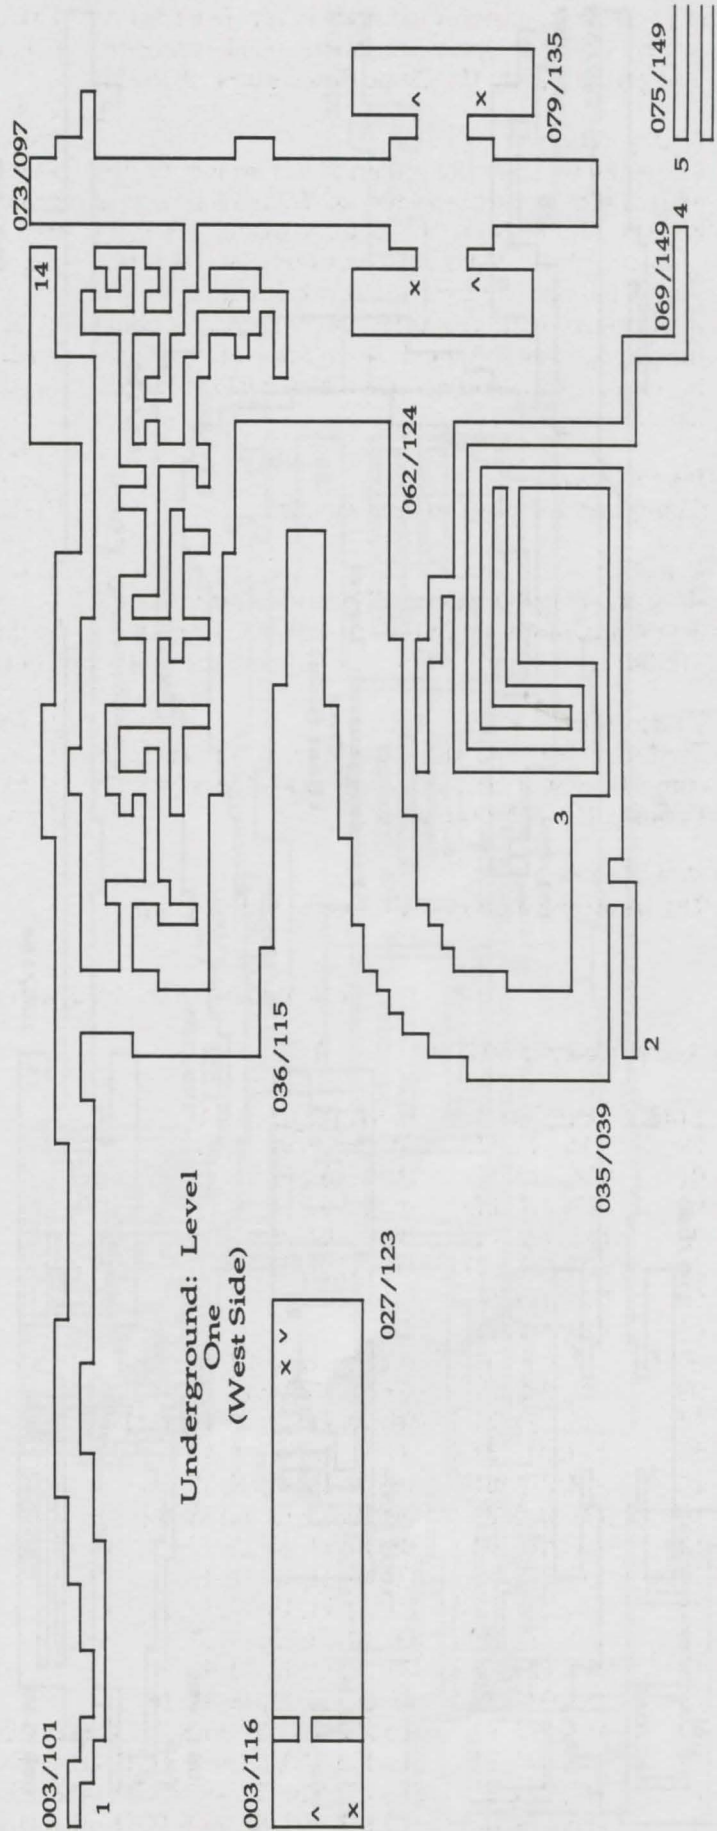 003/101
1
14
073/097
Underground: Level
One
(West Side)
036/115
003/116
x v
^
x
027/123
x
^
^
x
079/135
062/124
3
2
035/039
069/149
4
5
075/149